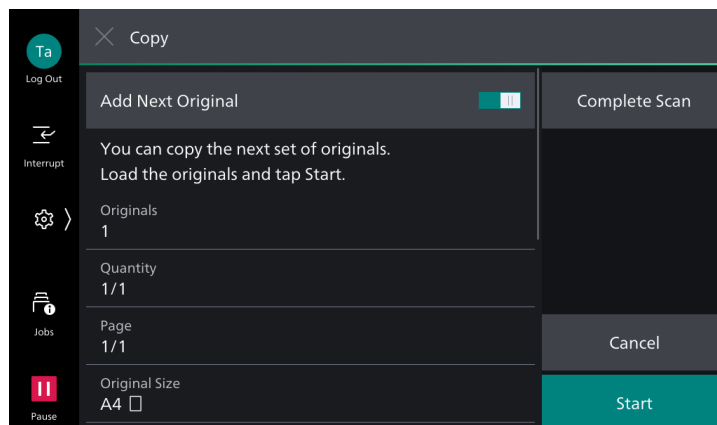 Ta
Log Out
Interrupt
Jobs
Pause
Copy
Add Next Original
You can copy the next set of originals.
Load the originals and tap Start.
Originals
1
Quantity
1/1
Page
1/1
Original Size
A4
Complete Scan
Cancel
Start